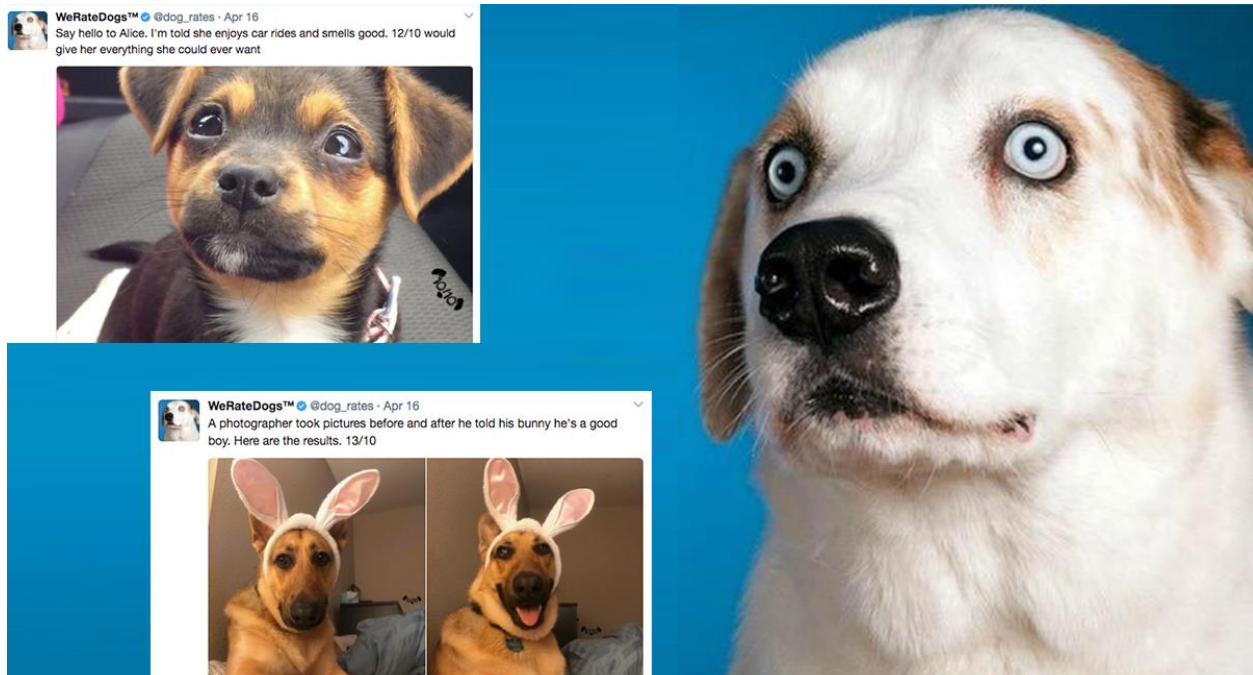 WeRateDogs™ @dog_rates · Apr 16
Say hello to Alice. I'm told she enjoys car rides and smells good. 12/10 would
give her everything she could ever want
10/10
WeRateDogs™ @dog_rates · Apr 16
A photographer took pictures before and after he told his bunny he's a good
boy. Here are the results. 13/10